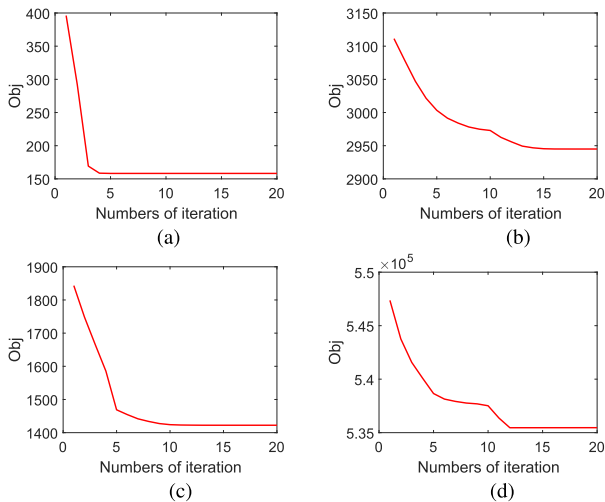 400
350
300
250
200
150
Obj
0 5 10 15 20
Numbers of iteration
(a)
3150
3100
3050
3000
2950
2900
Obj
0 5 10 15 20
Numbers of iteration
(b)
1900
1800
1700
1600
1500
1400
Obj
0 5 10 15 20
Numbers of iteration
(c)
×10⁵
5.5
5.45
5.4
5.35
Obj
0 5 10 15 20
Numbers of iteration
(d)